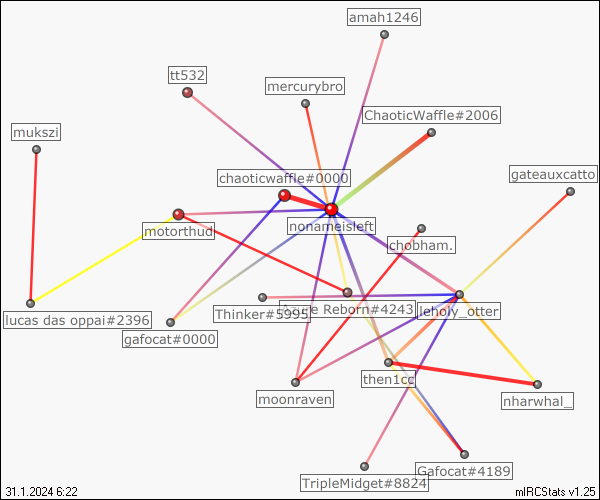 amah1246
tt532
mercurybro
ChaoticWaffle#2006
mukszi
gateauxcatto
chaoticwaffle#0000
motorthud
nonameisleft
chobham.
lucas das oppai#2396
gafocat#0000
Thinker#5995
Reborn#4243
leholy_otter
moonraven
then1cc
nharwhal_
TripleMidget#8824
Gafocat#4189
31.1.2024 6:22
mIRCStats v1.25